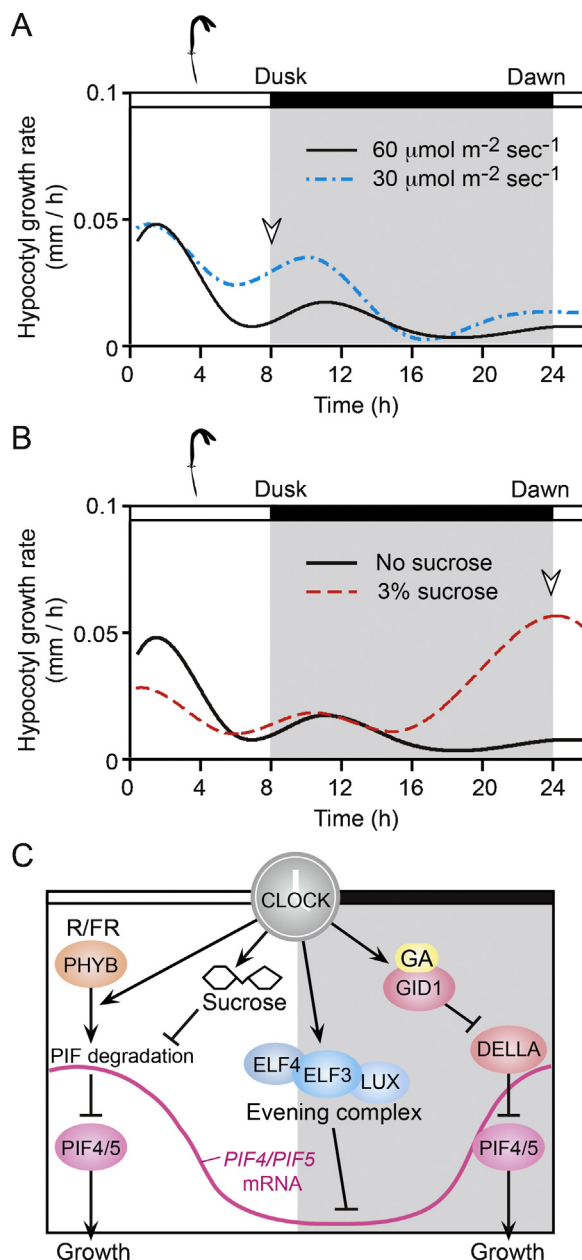 A
Dusk
Dawn
0.1
60 μmol m⁻² sec⁻¹
30 μmol m⁻² sec⁻¹
0.05
0
Hypocotyl growth rate
(mm / h)
0 4 8 12 16 20 24
Time (h)
B
Dusk
Dawn
0.1
No sucrose
3% sucrose
0.05
0
Hypocotyl growth rate
(mm / h)
0 4 8 12 16 20 24
Time (h)
C
CLOCK
R/FR
PHYB
Sucrose
GA
GID1
PIF degradation
DELLA
ELF4 ELF3 LUX
Evening complex
PIF4/5
PIF4/PIF5
mRNA
PIF4/5
Growth
Growth